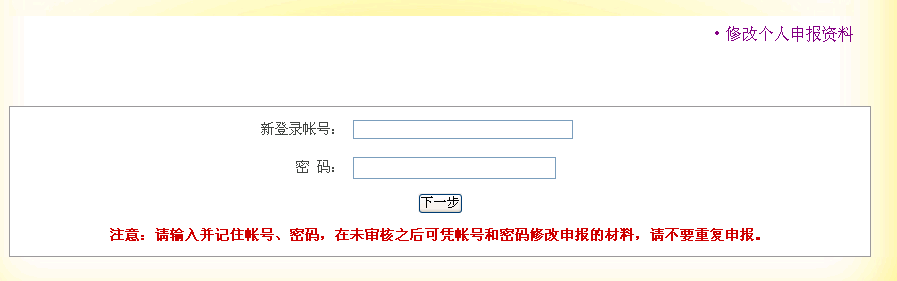 • 修改个人申报资料
新登录帐号：
密 码：
下一步
注意：请输入并记住帐号、密码，在未审核之后可凭帐号和密码修改申报的材料，请不要重复申报。